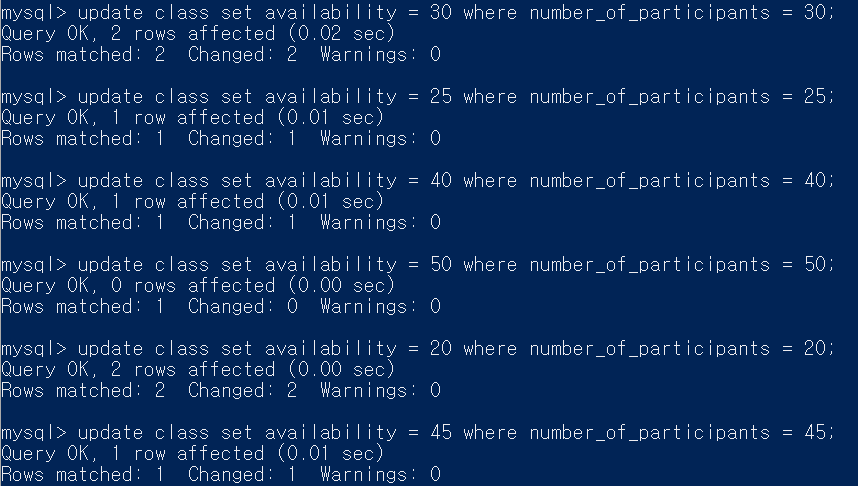 mysql> update class set availability = 30 where number_of_participants = 30;
Query OK, 2 rows affected (0.02 sec)
Rows matched: 2  Changed: 2  Warnings: 0
mysql> update class set availability = 25 where number_of_participants = 25;
Query OK, 1 row affected (0.01 sec)
Rows matched: 1  Changed: 1  Warnings: 0
mysql> update class set availability = 40 where number_of_participants = 40;
Query OK, 1 row affected (0.01 sec)
Rows matched: 1  Changed: 1  Warnings: 0
mysql> update class set availability = 50 where number_of_participants = 50;
Query OK, 0 rows affected (0.00 sec)
Rows matched: 1  Changed: 0  Warnings: 0
mysql> update class set availability = 20 where number_of_participants = 20;
Query OK, 2 rows affected (0.00 sec)
Rows matched: 2  Changed: 2  Warnings: 0
mysql> update class set availability = 45 where number_of_participants = 45;
Query OK, 1 row affected (0.01 sec)
Rows matched: 1  Changed: 1  Warnings: 0